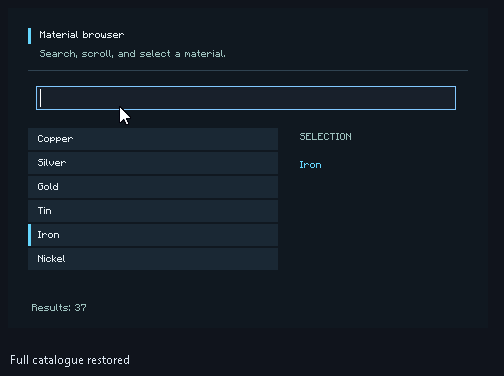 Material browser
Search, scroll, and select a material.
Copper
SELECTION
Silver
Iron
Gold
Tin
Iron
Nickel
Results: 37
Full catalogue restored